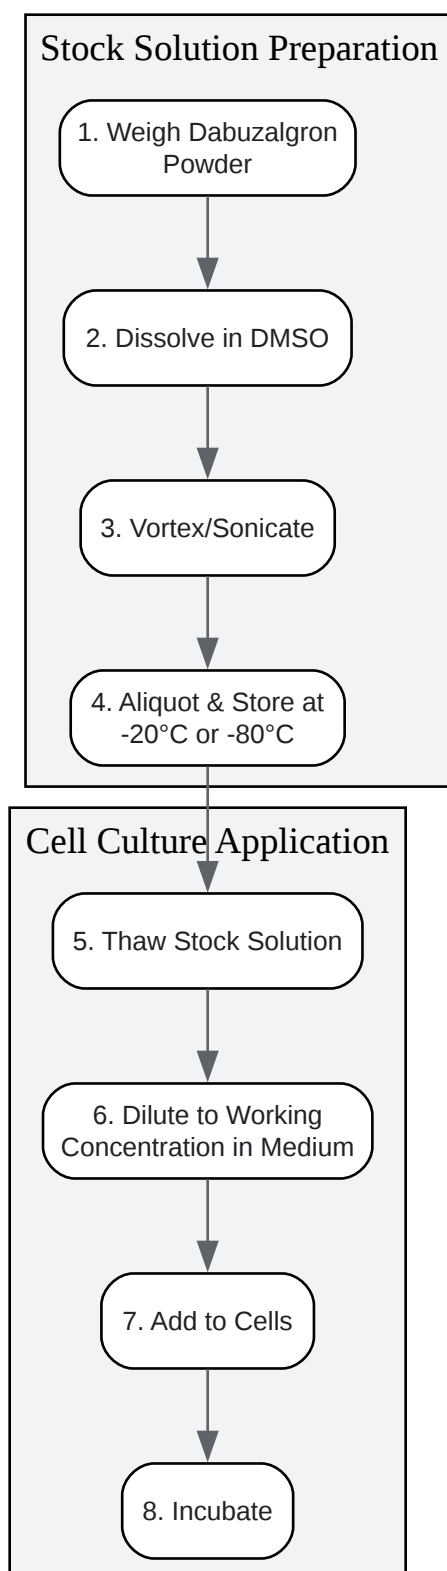 Stock Solution Preparation
1. Weigh Dabuzalgron
Powder
2. Dissolve in DMSO
3. Vortex/Sonicate
4. Aliquot & Store at
-20°C or -80°C
Cell Culture Application
5. Thaw Stock Solution
6. Dilute to Working
Concentration in Medium
7. Add to Cells
8. Incubate